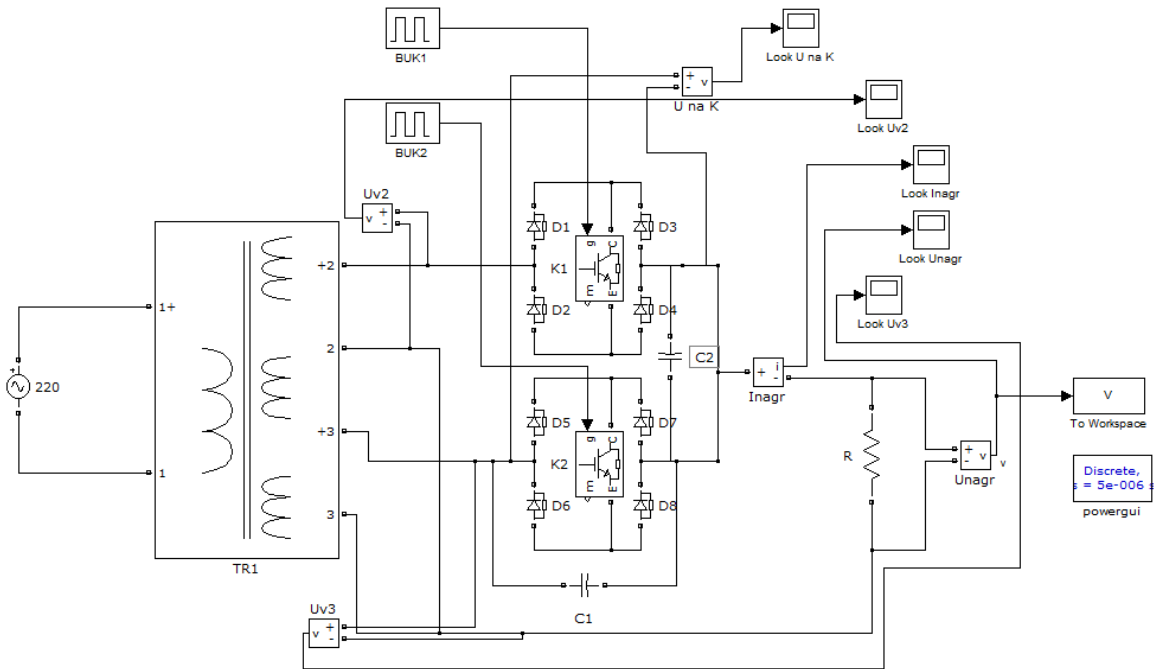 BUK1
Look U na K
+
-
v
U na K
BUK2
Look Uv2
Look Inagr
Uv2
v
+
-
D1
D3
g
C
K1
m
E
D2
D4
Look Unagr
Look Uv3
1+
+2
2
+3
3
1
TR1
+
220
C2
+
i
-
Inagr
D5
D7
g
C
K2
m
E
D6
D8
R
+
-
v
Unagr
v
V
To Workspace
Discrete,
s = 5e-006 s
powergui
C1
Uv3
v
+
-